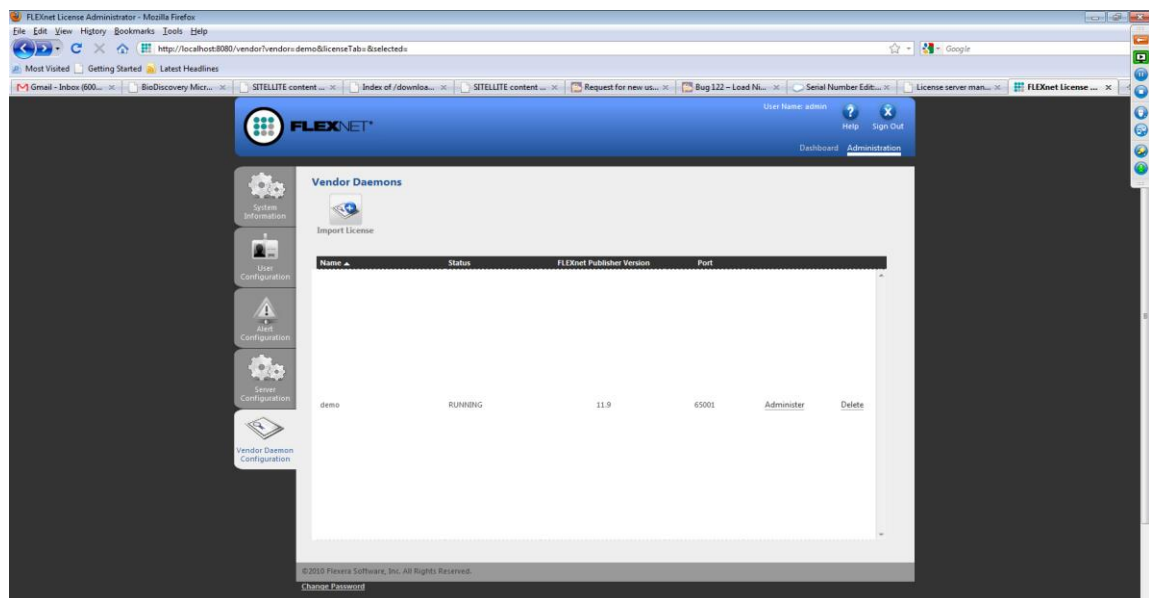 FLEXnet License Administrator - Mozilla Firefox
File Edit View History Bookmarks Tools Help
http://localhost:8080/vendor?vendor=demo&licenseTab=&selected=
Google
Most Visited Getting Started Latest Headlines
Gmail - Inbox (600... BioDiscovery Micr... SITELLITE content ... Index of /downloa... SITELLITE content ... Request for new us... Bug 122 – Load Ni... Serial Number Edit:... License server man... FLEXnet License ...
User Name: admin
FLEXNET
Help Sign Out
Dashboard Administration
System Information
User Configuration
Alert Configuration
Server Configuration
Vendor Daemon Configuration
Vendor Daemons
Import License
Name Status FLEXnet Publisher Version Port
demo RUNNING 11.9 65001 Administer Delete
©2010 Flexera Software, Inc. All Rights Reserved.
Change Password